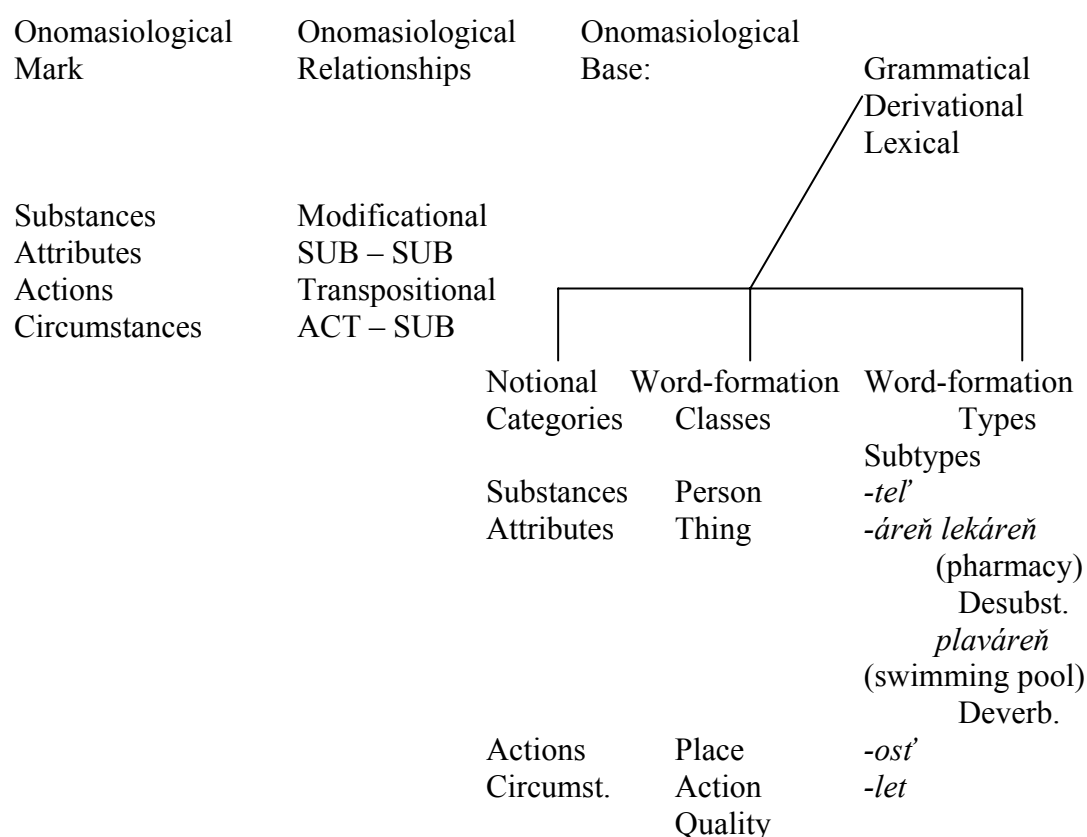 Onomasiological Onomasiological Onomasiological
Mark Relationships Base: Grammatical
Derivational
Lexical
Substances Modificational
Attributes SUB – SUB
Actions Transpositional
Circumstances ACT – SUB
Notional Word-formation Word-formation
Categories Classes Types
Subtypes
Substances Person -teľ
Attributes Thing -áreň lekáreň
(pharmacy)
Desubst.
plaváreň
(swimming pool)
Deverb.
Actions Place -osť
Circumst. Action -let
Quality